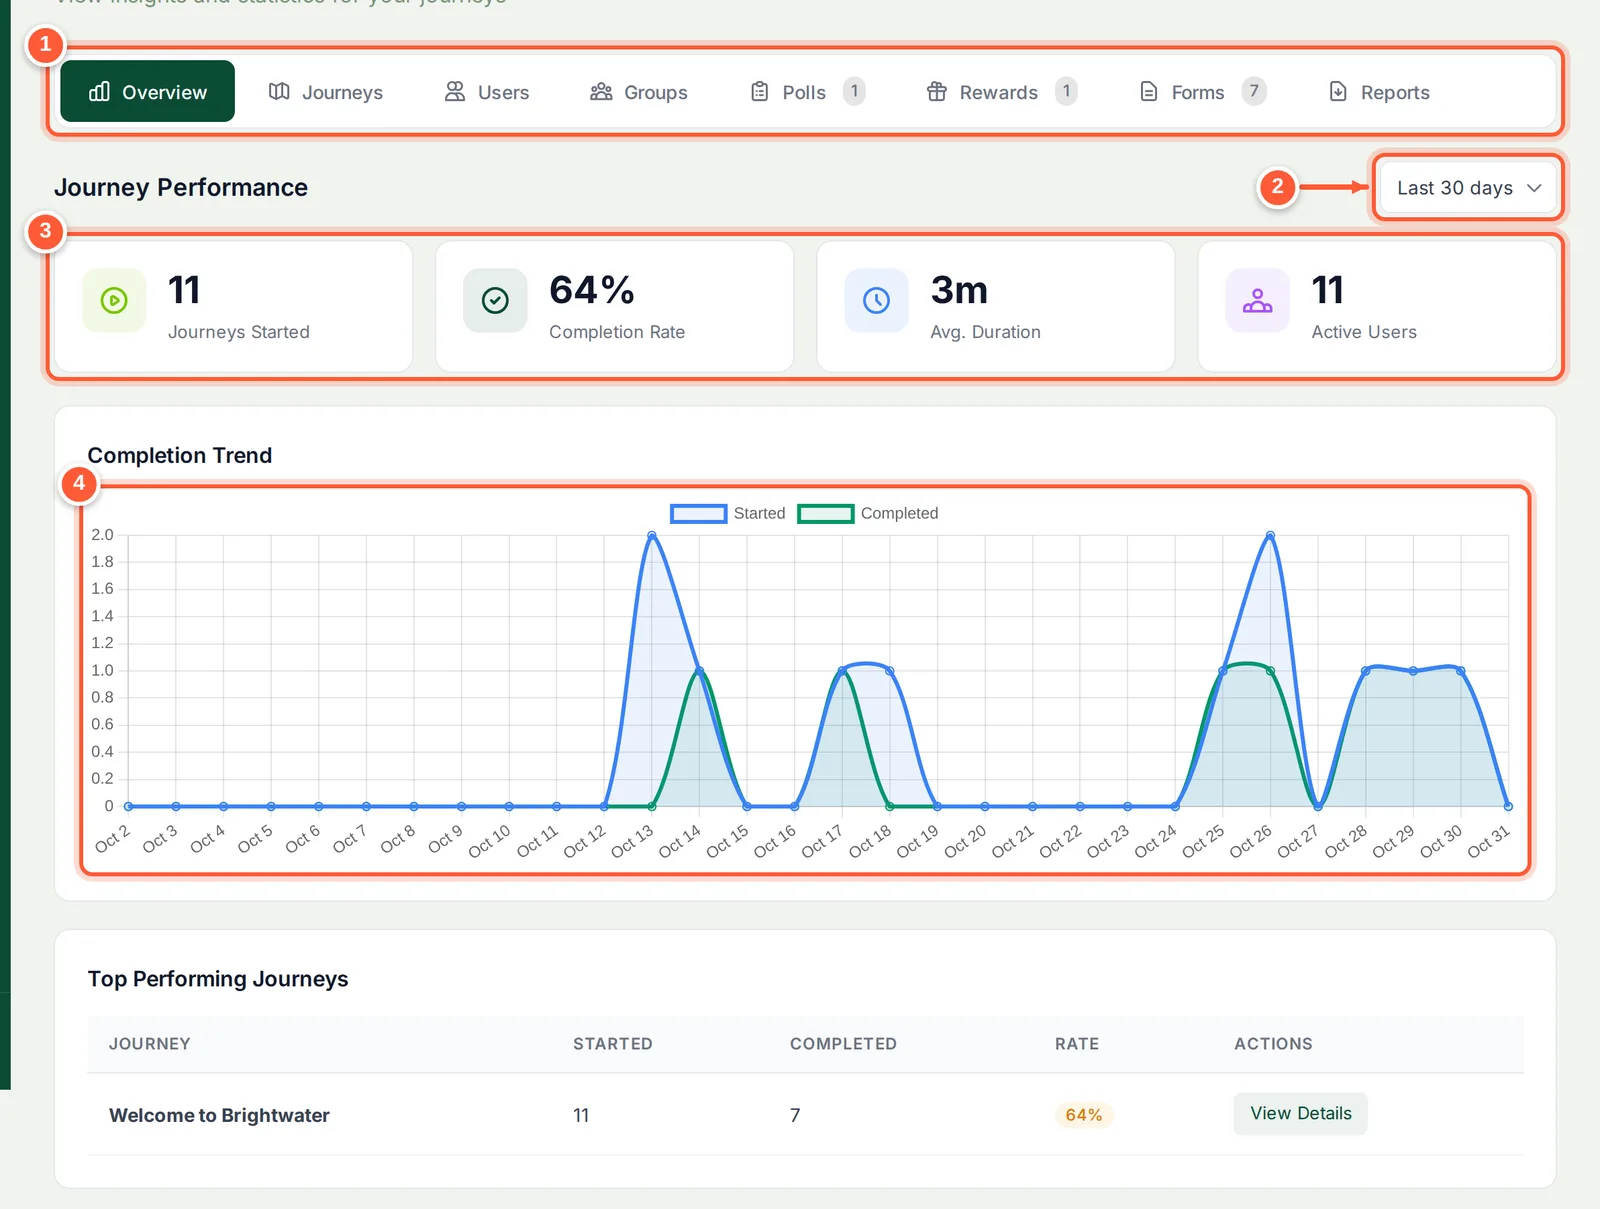 View insights and statistics for your journeys
1
Overview Journeys Users Groups Polls 1 Rewards 1 Forms 7 Reports
Journey Performance
2
Last 30 days
3
11
Journeys Started
64%
Completion Rate
3m
Avg. Duration
11
Active Users
Completion Trend
4
Started Completed
2.0
1.8
1.6
1.4
1.2
1.0
0.8
0.6
0.4
0.2
0
Oct 2 Oct 3 Oct 4 Oct 5 Oct 6 Oct 7 Oct 8 Oct 9 Oct 10 Oct 11 Oct 12 Oct 13 Oct 14 Oct 15 Oct 16 Oct 17 Oct 18 Oct 19 Oct 20 Oct 21 Oct 22 Oct 23 Oct 24 Oct 25 Oct 26 Oct 27 Oct 28 Oct 29 Oct 30 Oct 31
Top Performing Journeys
JOURNEY STARTED COMPLETED RATE ACTIONS
Welcome to Brightwater 11 7 64% View Details